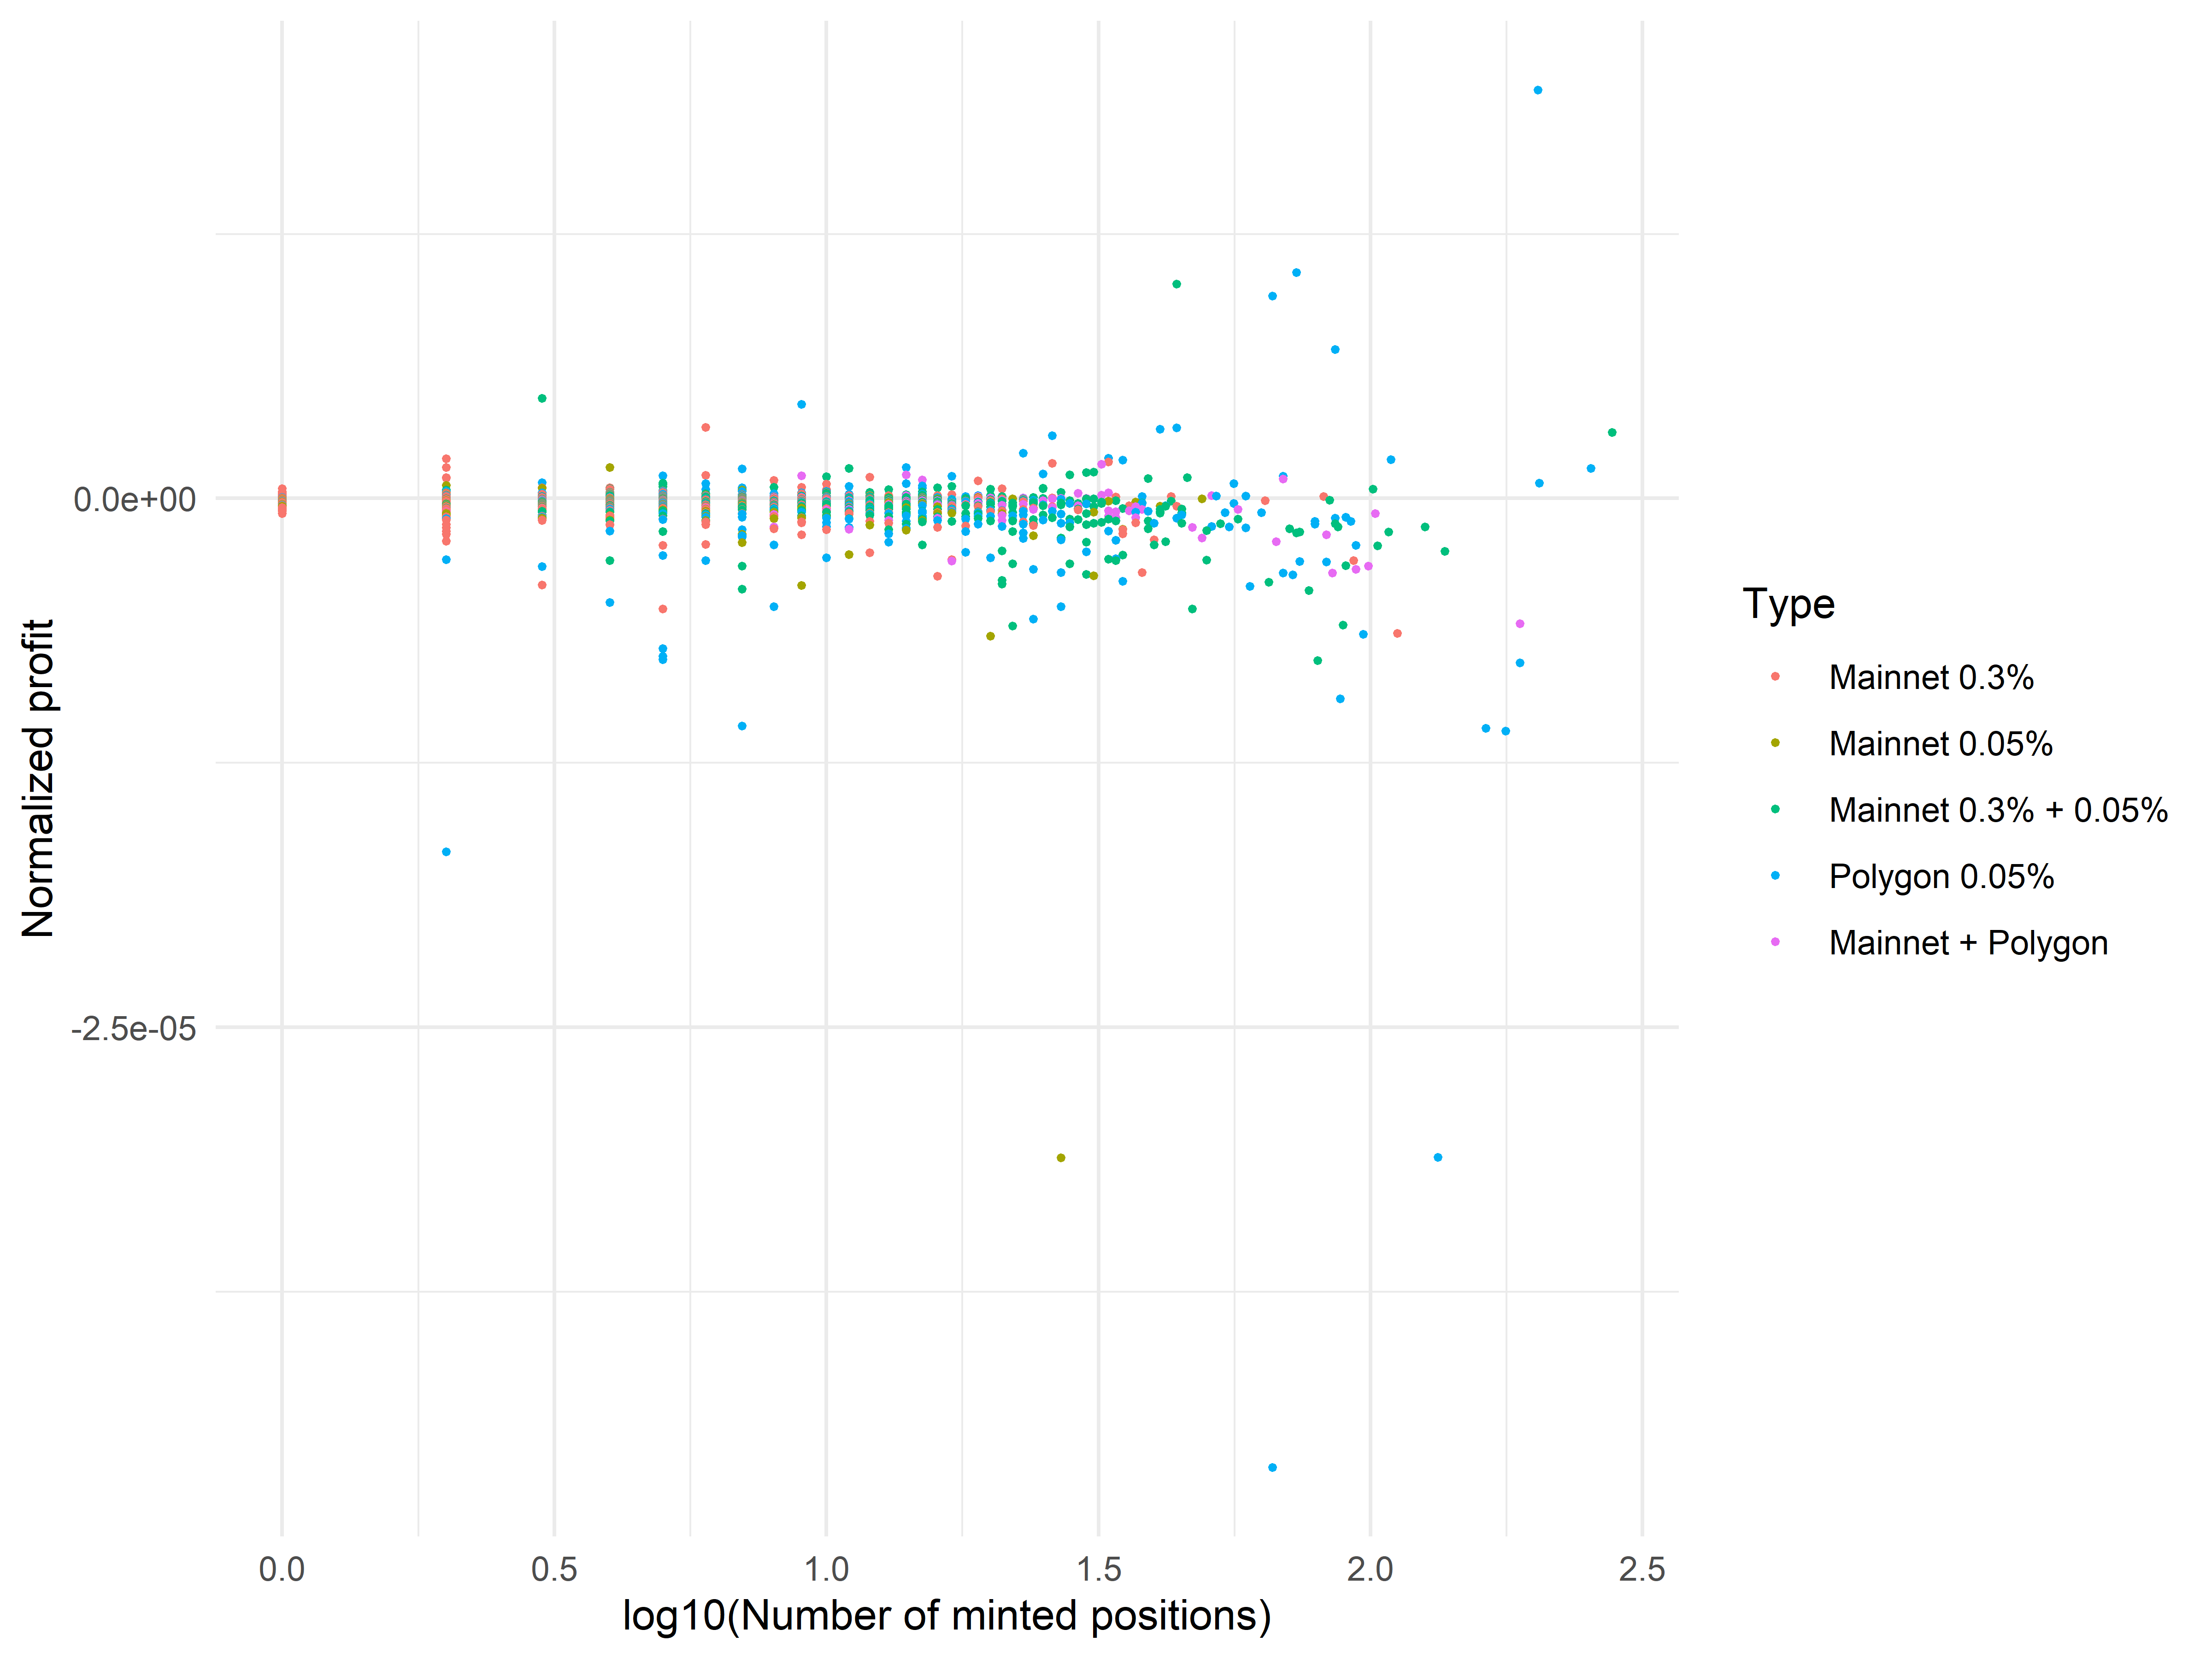 Normalized profit
0.0e+00
-2.5e-05
0.0 0.5 1.0 1.5 2.0 2.5
log10(Number of minted positions)
Type
Mainnet 0.3%
Mainnet 0.05%
Mainnet 0.3% + 0.05%
Polygon 0.05%
Mainnet + Polygon